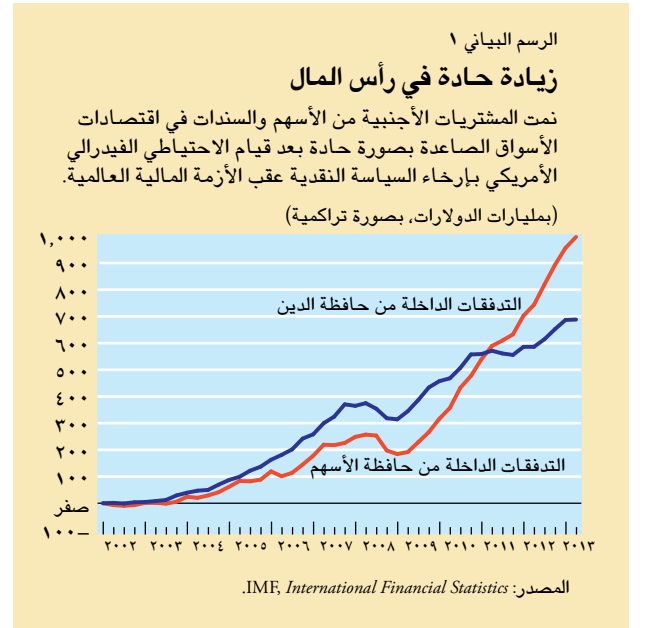 الرسم البياني ١
زيادة حادة في رأس المال
نمت المشتريات الأجنبية من الأسهم والسندات في اقتصادات
الأسواق الصاعدة بصورة حادة بعد قيام الاحتياطي الفيدرالي
الأمريكي بإرخاء السياسة النقدية عقب الأزمة المالية العالمية.
(بمليارات الدولارات، بصورة تراكمية)
١,٠٠٠
٩٠٠
٨٠٠
٧٠٠
٦٠٠
٥٠٠
٤٠٠
٣٠٠
٢٠٠
١٠٠
صفر
١٠٠–
التدفقات الداخلة من حافظة الدين
التدفقات الداخلة من حافظة الأسهم
٢٠٠٢ ٢٠٠٣ ٢٠٠٤ ٢٠٠٥ ٢٠٠٦ ٢٠٠٧ ٢٠٠٨ ٢٠٠٩ ٢٠١٠ ٢٠١١ ٢٠١٢ ٢٠١٣
المصدر: IMF, International Financial Statistics.